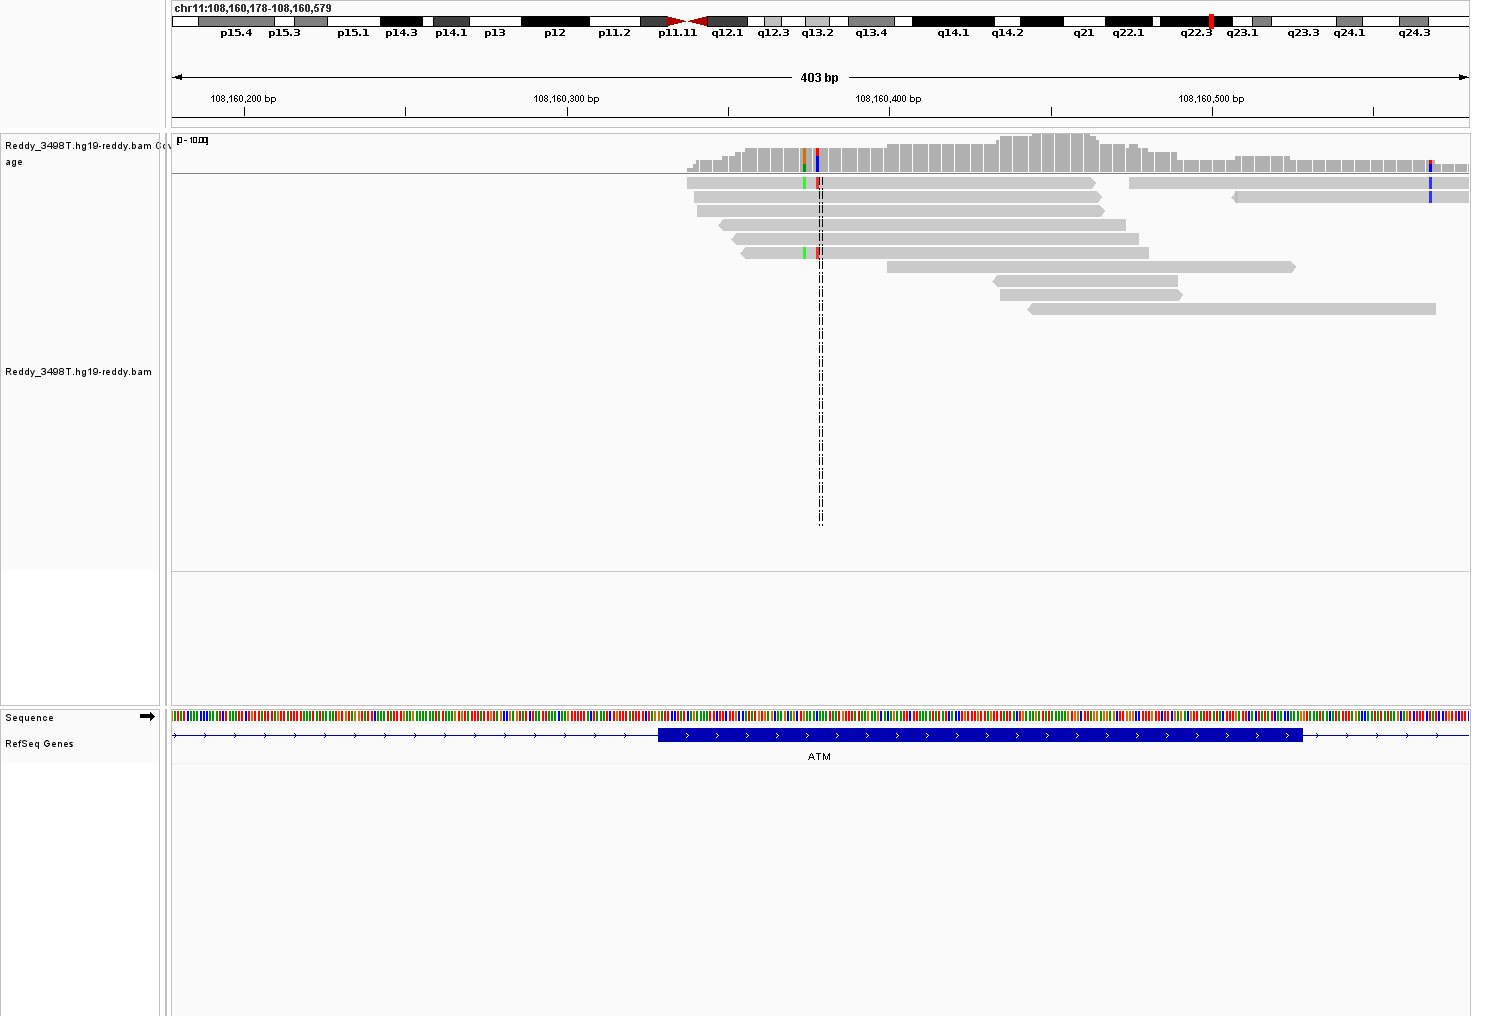 chr11:108,160,178-108,160,579
p15.4 p15.3 p15.1 p14.3 p14.1 p13 p12 p11.2 p11.11 q12.1 q12.3 q13.2 q13.4 q14.1 q14.2 q21 q22.1 q22.3 q23.1 q23.3 q24.1 q24.3
403 bp
108,160,200 bp 108,160,300 bp 108,160,400 bp 108,160,500 bp
[0 - 10.00]
Reddy_3498T.hg19-reddy.bam Cov
age
Reddy_3498T.hg19-reddy.bam
Sequence
RefSeq Genes
ATM